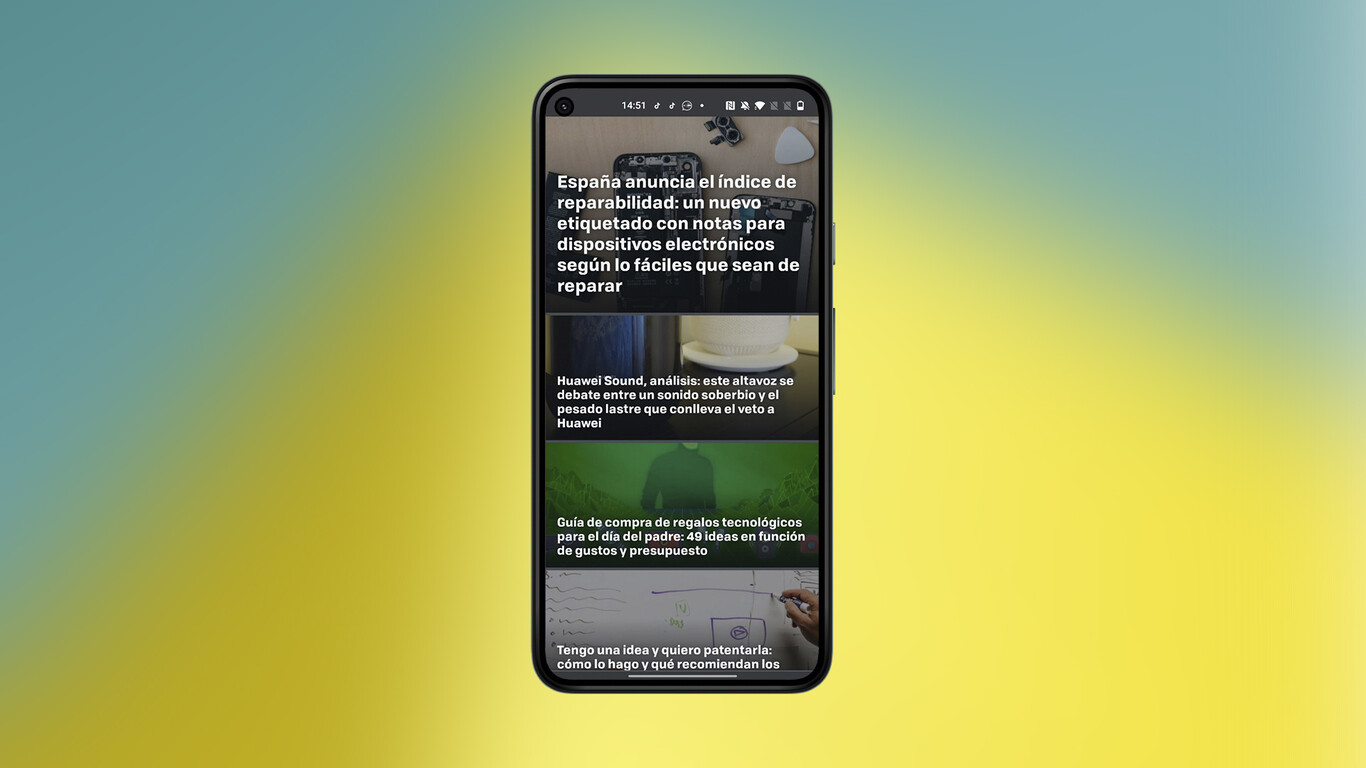 14:51
España anuncia el índice de
reparabilidad: un nuevo
etiquetado con notas para
dispositivos electrónicos
según lo fáciles que sean de
reparar
Huawei Sound, análisis: este altavoz se
debate entre un sonido soberbio y el
pesado lastre que conlleva el veto a
Huawei
Guía de compra de regalos tecnológicos
para el día del padre: 49 ideas en función
de gustos y presupuesto
Tengo una idea y quiero patentarla:
cómo lo hago y qué recomiendan los